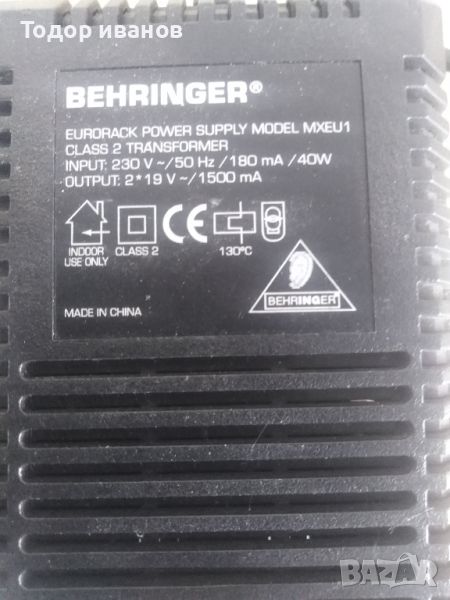 Тодор иванов
BEHRINGER®
EURORACK POWER SUPPLY MODEL MXEU1
CLASS 2 TRANSFORMER
INPUT: 230 V ~/50 Hz /180 mA /40W
OUTPUT: 2*19 V ~/1500 mA
INDOOR
USE ONLY
CLASS 2
CE
130°C
BEHRINGER
MADE IN CHINA
BAZAR